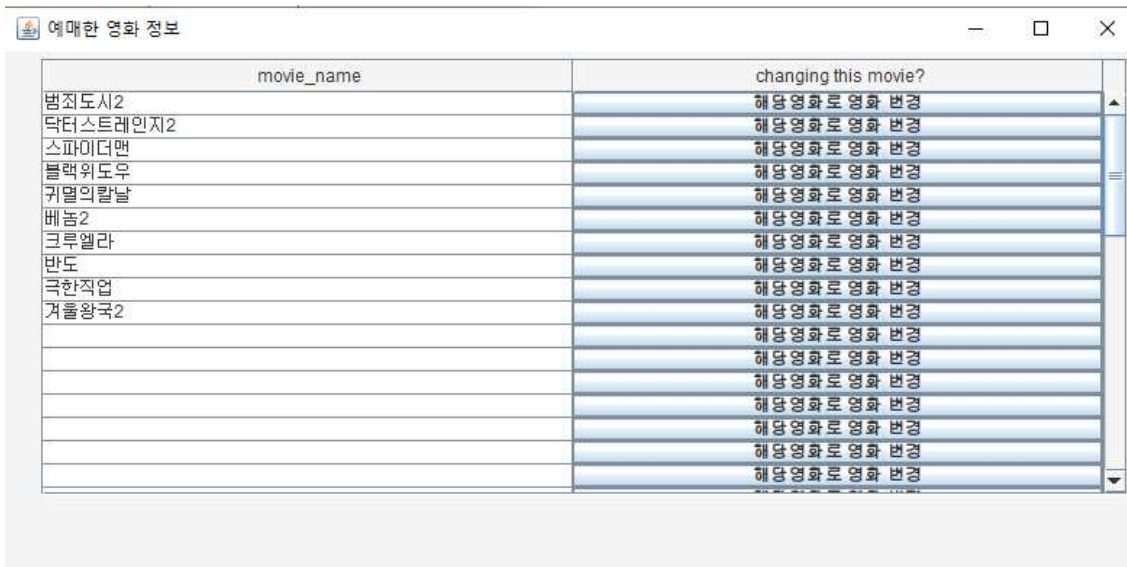 예매한 영화 정보
movie_name changing this movie?
범죄도시2 해당영화로 영화 변경
닥터스트레인지2 해당영화로 영화 변경
스파이더맨 해당영화로 영화 변경
블랙위도우 해당영화로 영화 변경
귀멸의칼날 해당영화로 영화 변경
베놈2 해당영화로 영화 변경
크루엘라 해당영화로 영화 변경
반도 해당영화로 영화 변경
극한직업 해당영화로 영화 변경
겨울왕국2 해당영화로 영화 변경
해당영화로 영화 변경
해당영화로 영화 변경
해당영화로 영화 변경
해당영화로 영화 변경
해당영화로 영화 변경
해당영화로 영화 변경
해당영화로 영화 변경